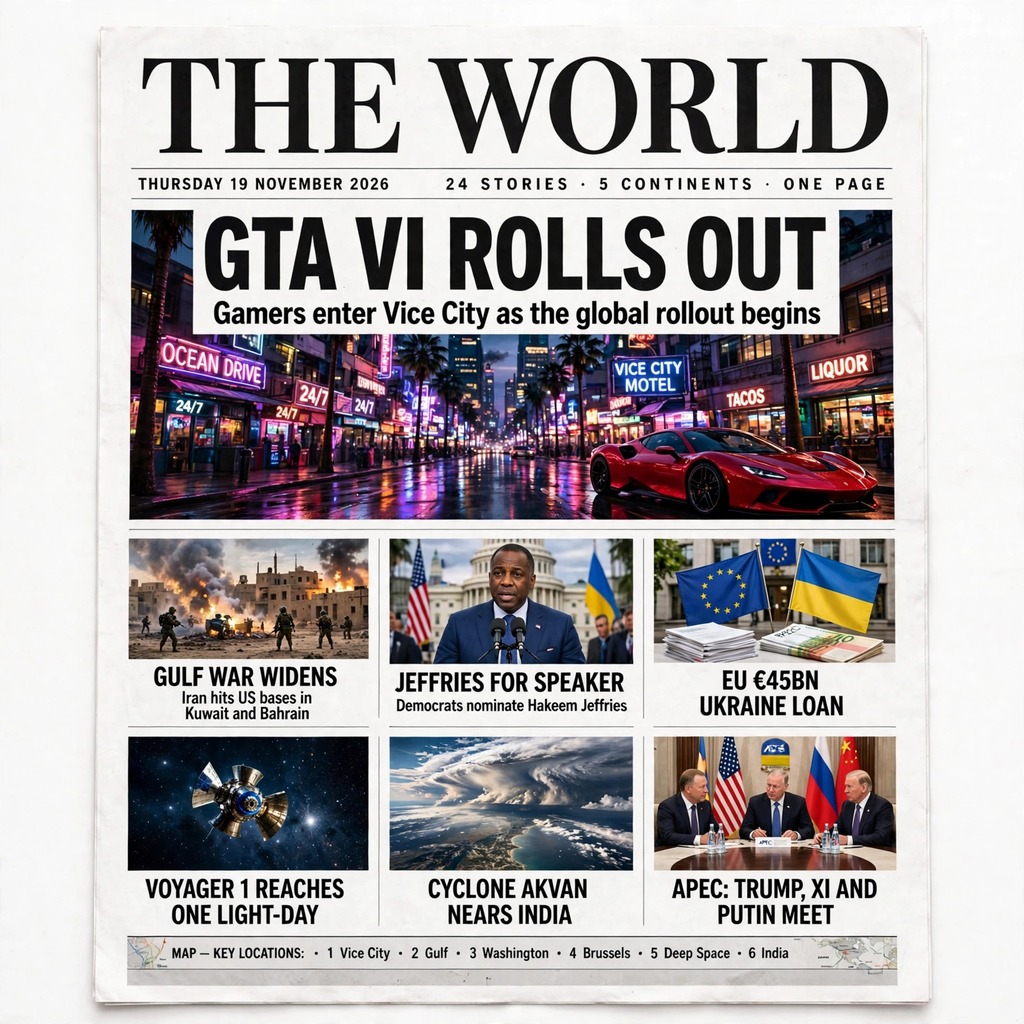 THE WORLD
THURSDAY 19 NOVEMBER 2026
24 STORIES · 5 CONTINENTS · ONE PAGE
GTA VI ROLLS OUT
Gamers enter Vice City as the global rollout begins
OCEAN DRIVE
24/7
24/7
24/7
24/7
VICE CITY
MOTEL
TACOS
LIQUOR
GULF WAR WIDENS
Iran hits US bases in
Kuwait and Bahrain
JEFFRIES FOR SPEAKER
Democrats nominate Hakeem Jeffries
EU €45BN
UKRAINE LOAN
VOYAGER 1 REACHES
ONE LIGHT-DAY
CYCLONE AKVAN
NEARS INDIA
APEC
APEC: TRUMP, XI AND
PUTIN MEET
MAP — KEY LOCATIONS: • 1 Vice City • 2 Gulf • 3 Washington • 4 Brussels • 5 Deep Space • 6 India